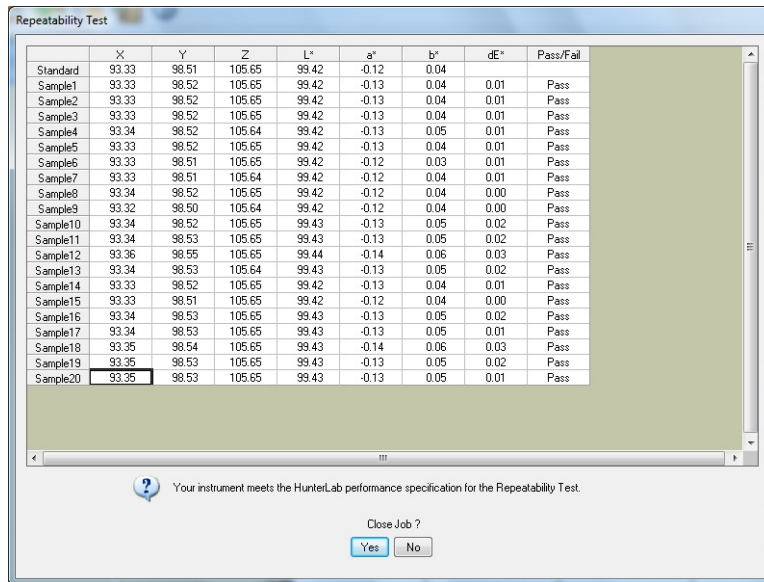 Repeatability Test
X Y Z L* a* b* dE* Pass/Fail
Standard 93.33 98.51 105.65 99.42 -0.12 0.04
Sample1 93.33 98.52 105.65 99.42 -0.13 0.04 0.01 Pass
Sample2 93.33 98.52 105.65 99.42 -0.13 0.04 0.01 Pass
Sample3 93.33 98.52 105.65 99.42 -0.13 0.04 0.01 Pass
Sample4 93.34 98.52 105.64 99.42 -0.13 0.05 0.01 Pass
Sample5 93.33 98.52 105.65 99.42 -0.13 0.04 0.01 Pass
Sample6 93.33 98.51 105.65 99.42 -0.12 0.03 0.01 Pass
Sample7 93.33 98.51 105.64 99.42 -0.12 0.04 0.01 Pass
Sample8 93.34 98.52 105.65 99.42 -0.12 0.04 0.00 Pass
Sample9 93.32 98.50 105.64 99.42 -0.12 0.04 0.00 Pass
Sample10 93.34 98.52 105.65 99.43 -0.13 0.05 0.02 Pass
Sample11 93.34 98.53 105.65 99.43 -0.13 0.05 0.02 Pass
Sample12 93.36 98.55 105.65 99.44 -0.14 0.06 0.03 Pass
Sample13 93.34 98.53 105.64 99.43 -0.13 0.05 0.02 Pass
Sample14 93.33 98.52 105.65 99.42 -0.13 0.04 0.01 Pass
Sample15 93.33 98.51 105.65 99.42 -0.12 0.04 0.00 Pass
Sample16 93.34 98.53 105.65 99.43 -0.13 0.05 0.02 Pass
Sample17 93.34 98.53 105.65 99.43 -0.13 0.05 0.01 Pass
Sample18 93.35 98.54 105.65 99.43 -0.14 0.06 0.03 Pass
Sample19 93.35 98.53 105.65 99.43 -0.13 0.05 0.02 Pass
Sample20 93.35 98.53 105.65 99.43 -0.13 0.05 0.01 Pass
Your instrument meets the HunterLab performance specification for the Repeatability Test.
Close Job ?
Yes No